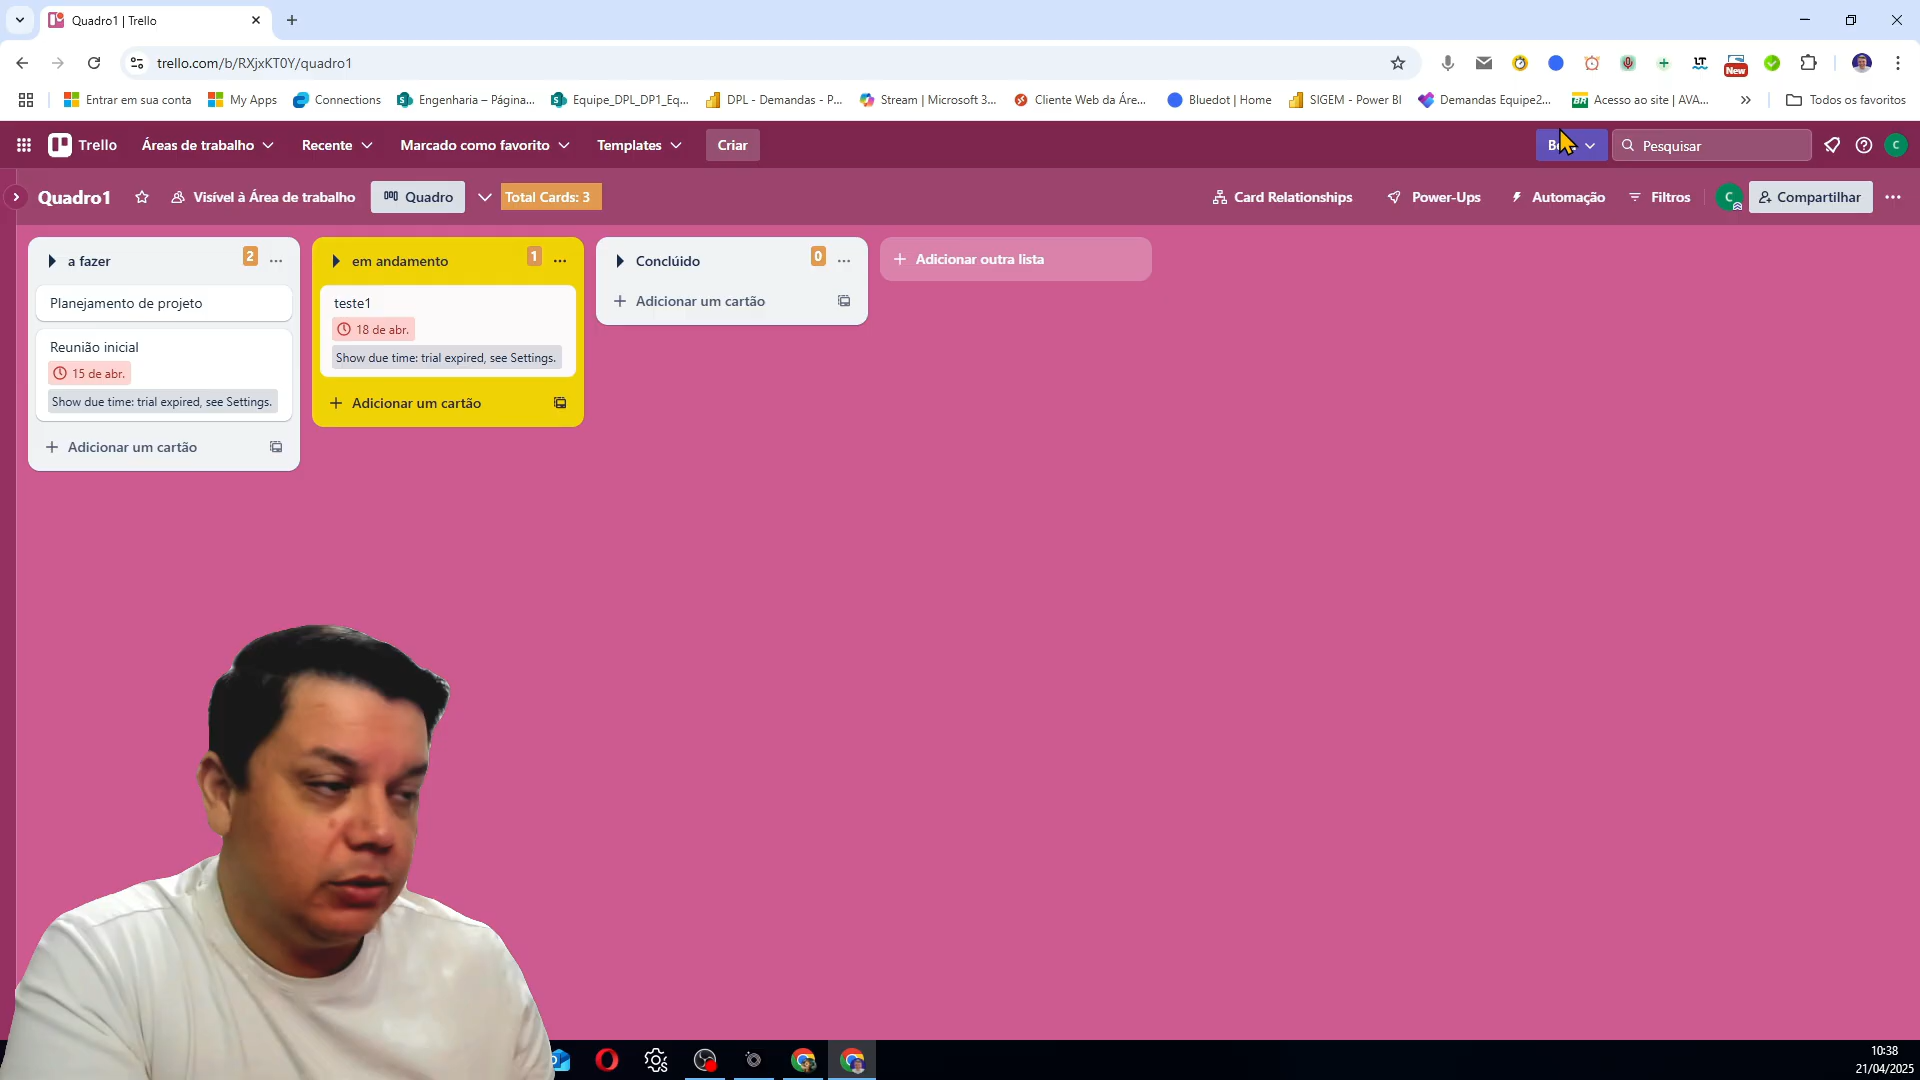 Quadro1 | Trello
trello.com/b/RXjxKT0Y/quadro1
LT
New
Entrar em sua conta
My Apps
Connections
Engenharia – Página...
Equipe_DPL_DP1_Eq...
DPL - Demandas - P...
Stream | Microsoft 3...
Cliente Web da Áre...
Bluedot | Home
SIGEM - Power BI
Demandas Equipe2...
BR
Acesso ao site | AVA...
Todos os favoritos
Trello
Áreas de trabalho
Recente
Marcado como favorito
Templates
Criar
Pesquisar
C
Quadro1
Visível à Área de trabalho
Quadro
Total Cards: 3
Card Relationships
Power-Ups
Automação
Filtros
C
Compartilhar
a fazer
2
Planejamento de projeto
Reunião inicial
15 de abr.
Show due time: trial expired, see Settings.
Adicionar um cartão
em andamento
1
teste1
18 de abr.
Show due time: trial expired, see Settings.
Adicionar um cartão
Conclúido
0
Adicionar um cartão
Adicionar outra lista
10:38
21/04/2025